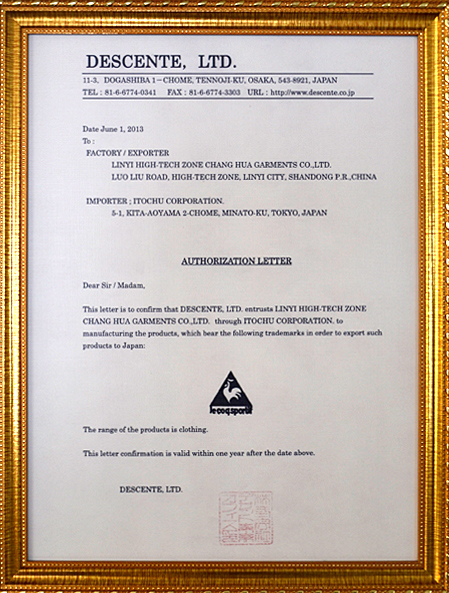 DESCENTE, LTD.
11-3, DOGASHIBA 1－CHOME, TENNOJI-KU, OSAKA, 543-8921, JAPAN
TEL : 81-6-6774-0341 FAX : 81-6-6774-3303 URL : http://www.descente.co.jp
Date June 1, 2013
To :
FACTORY / EXPORTER
LINYI HIGH-TECH ZONE CHANG HUA GARMENTS CO.,LTD.
LUO LIU ROAD, HIGH-TECH ZONE, LINYI CITY, SHANDONG P.R.,CHINA
IMPORTER ; ITOCHU CORPORATION.
5-1, KITA-AOYAMA 2-CHOME, MINATO-KU, TOKYO, JAPAN
AUTHORIZATION LETTER
Dear Sir / Madam,
This letter is to confirm that DESCENTE, LTD. entrusts LINYI HIGH-TECH ZONE
CHANG HUA GARMENTS CO.,LTD. through ITOCHU CORPORATION. to
manufacturing the products, which bear the following trademarks in order to export such
products to Japan:
le coq sportif
The range of the products is clothing.
This letter confirmation is valid within one year after the date above.
DESCENTE, LTD.